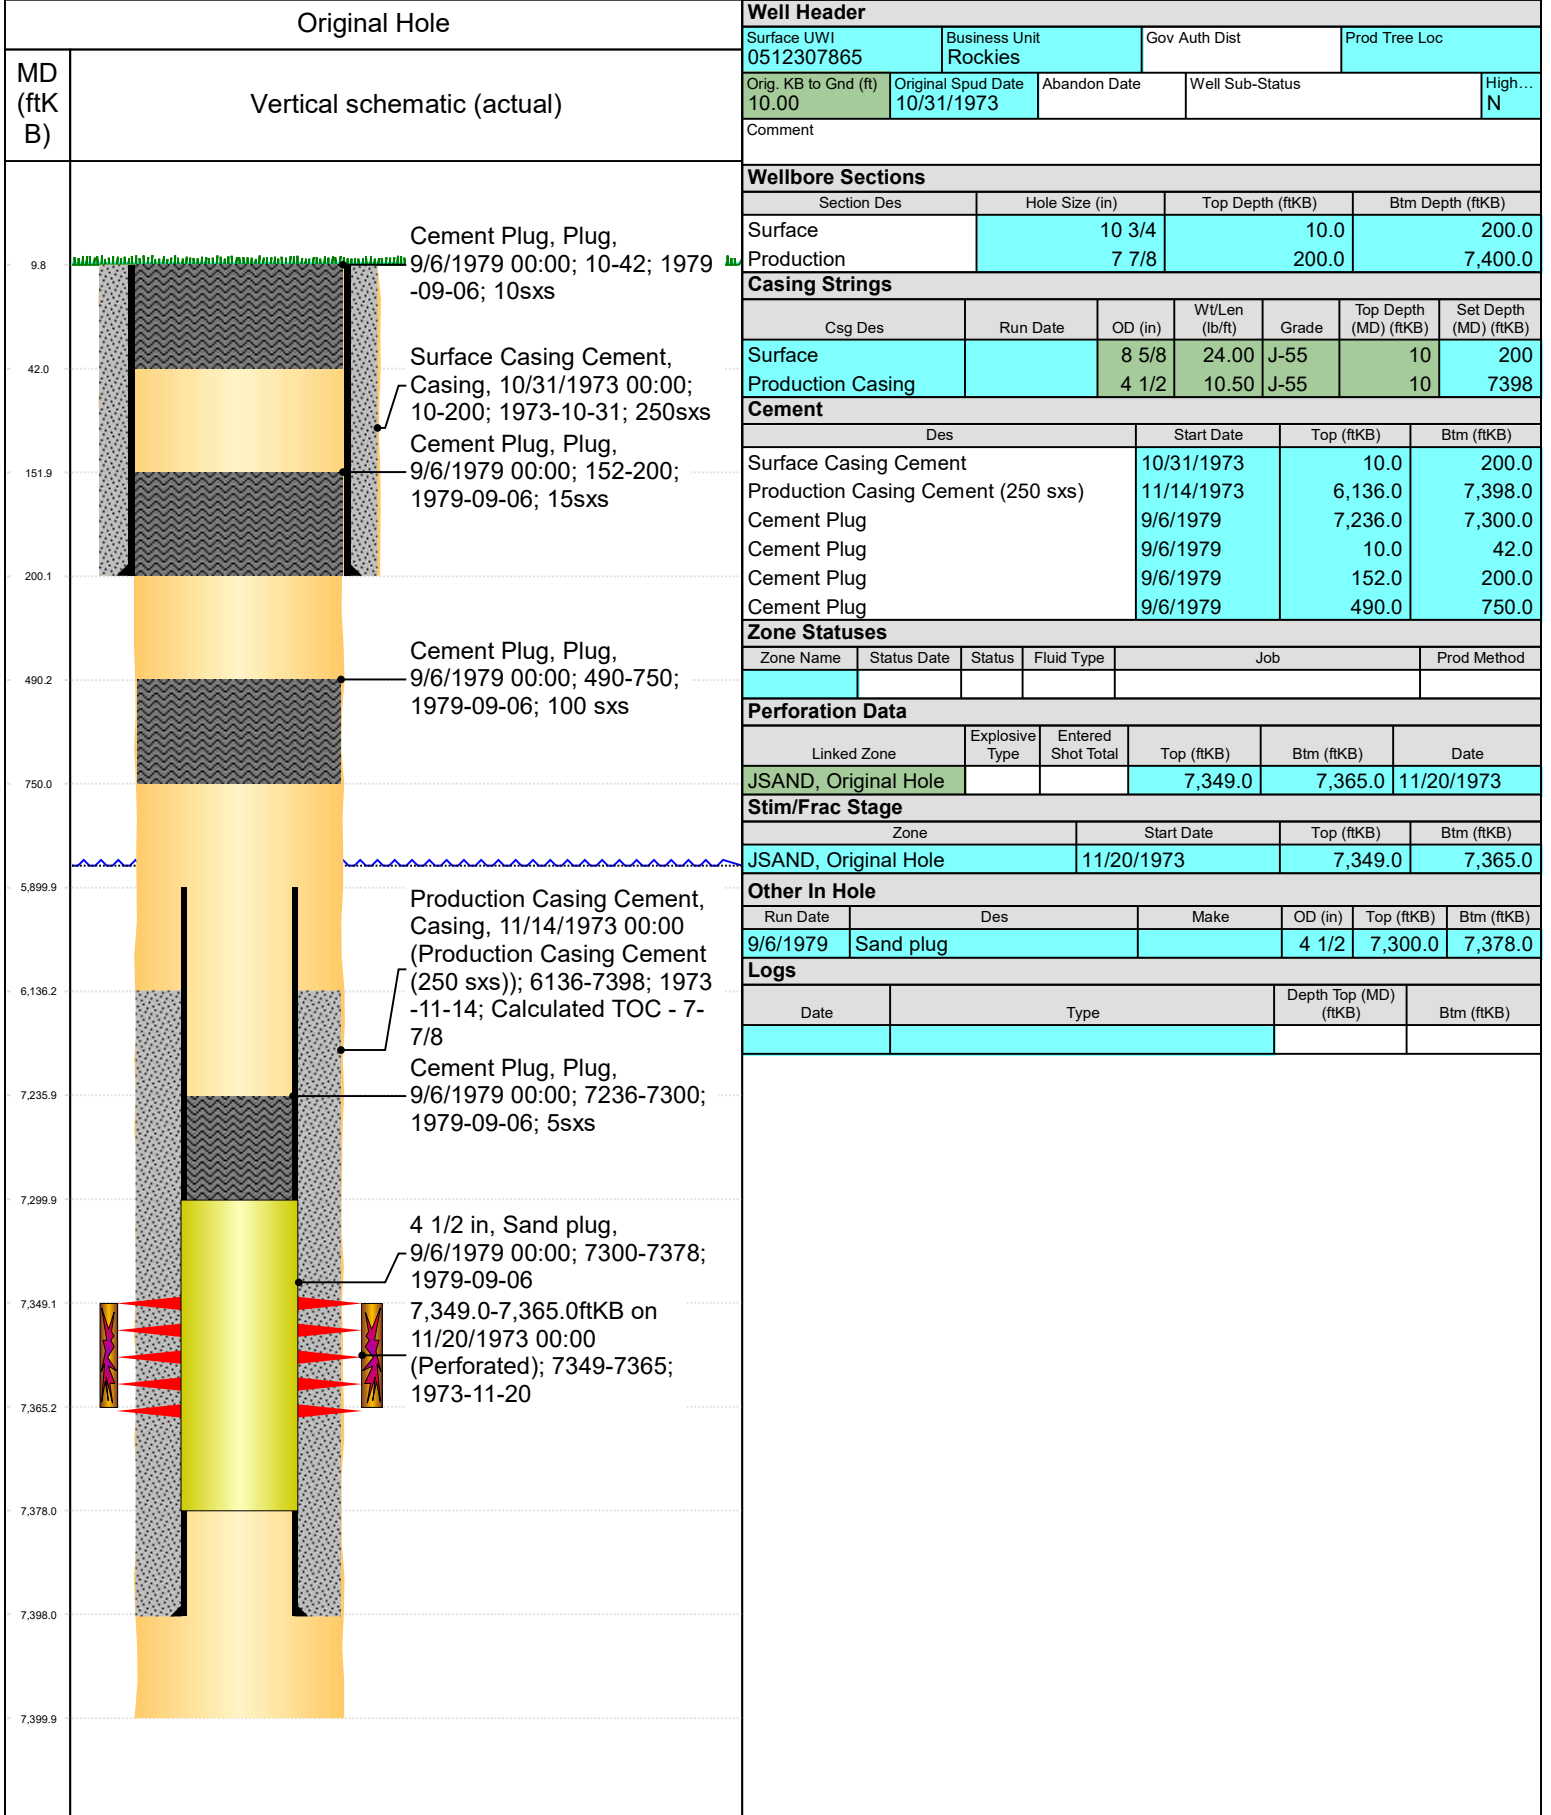 Original Hole
MD
(ftK
B)
Vertical schematic (actual)
9.8
42.0
151.9
200.1
490.2
750.0
5,899.9
6,136.2
7,235.9
7,299.9
7,349.1
7,365.2
7,378.0
7,398.0
7,399.9
Cement Plug, Plug,
9/6/1979 00:00; 10-42; 1979
-09-06; 10sxs
Surface Casing Cement,
Casing, 10/31/1973 00:00;
10-200; 1973-10-31; 250sxs
Cement Plug, Plug,
9/6/1979 00:00; 152-200;
1979-09-06; 15sxs
Cement Plug, Plug,
9/6/1979 00:00; 490-750;
1979-09-06; 100 sxs
Production Casing Cement,
Casing, 11/14/1973 00:00
(Production Casing Cement
(250 sxs)); 6136-7398; 1973
-11-14; Calculated TOC - 7-
7/8
Cement Plug, Plug,
9/6/1979 00:00; 7236-7300;
1979-09-06; 5sxs
4 1/2 in, Sand plug,
9/6/1979 00:00; 7300-7378;
1979-09-06
7,349.0-7,365.0ftKB on
11/20/1973 00:00
(Perforated); 7349-7365;
1973-11-20
Well Header
Surface UWI Business Unit Gov Auth Dist Prod Tree Loc
0512307865 Rockies
Orig. KB to Gnd (ft) Original Spud Date Abandon Date Well Sub-Status High...
10.00 10/31/1973 N
Comment
Wellbore Sections
Section Des Hole Size (in) Top Depth (ftKB) Btm Depth (ftKB)
Surface 10 3/4 10.0 200.0
Production 7 7/8 200.0 7,400.0
Casing Strings
Csg Des Run Date OD (in) Wt/Len (lb/ft) Grade Top Depth (MD) (ftKB) Set Depth (MD) (ftKB)
Surface 8 5/8 24.00 J-55 10 200
Production Casing 4 1/2 10.50 J-55 10 7398
Cement
Des Start Date Top (ftKB) Btm (ftKB)
Surface Casing Cement 10/31/1973 10.0 200.0
Production Casing Cement (250 sxs) 11/14/1973 6,136.0 7,398.0
Cement Plug 9/6/1979 7,236.0 7,300.0
Cement Plug 9/6/1979 10.0 42.0
Cement Plug 9/6/1979 152.0 200.0
Cement Plug 9/6/1979 490.0 750.0
Zone Statuses
Zone Name Status Date Status Fluid Type Job Prod Method
Perforation Data
Linked Zone Explosive Type Entered Shot Total Top (ftKB) Btm (ftKB) Date
JSAND, Original Hole 7,349.0 7,365.0 11/20/1973
Stim/Frac Stage
Zone Start Date Top (ftKB) Btm (ftKB)
JSAND, Original Hole 11/20/1973 7,349.0 7,365.0
Other In Hole
Run Date Des Make OD (in) Top (ftKB) Btm (ftKB)
9/6/1979 Sand plug 4 1/2 7,300.0 7,378.0
Logs
Date Type Depth Top (MD) (ftKB) Btm (ftKB)